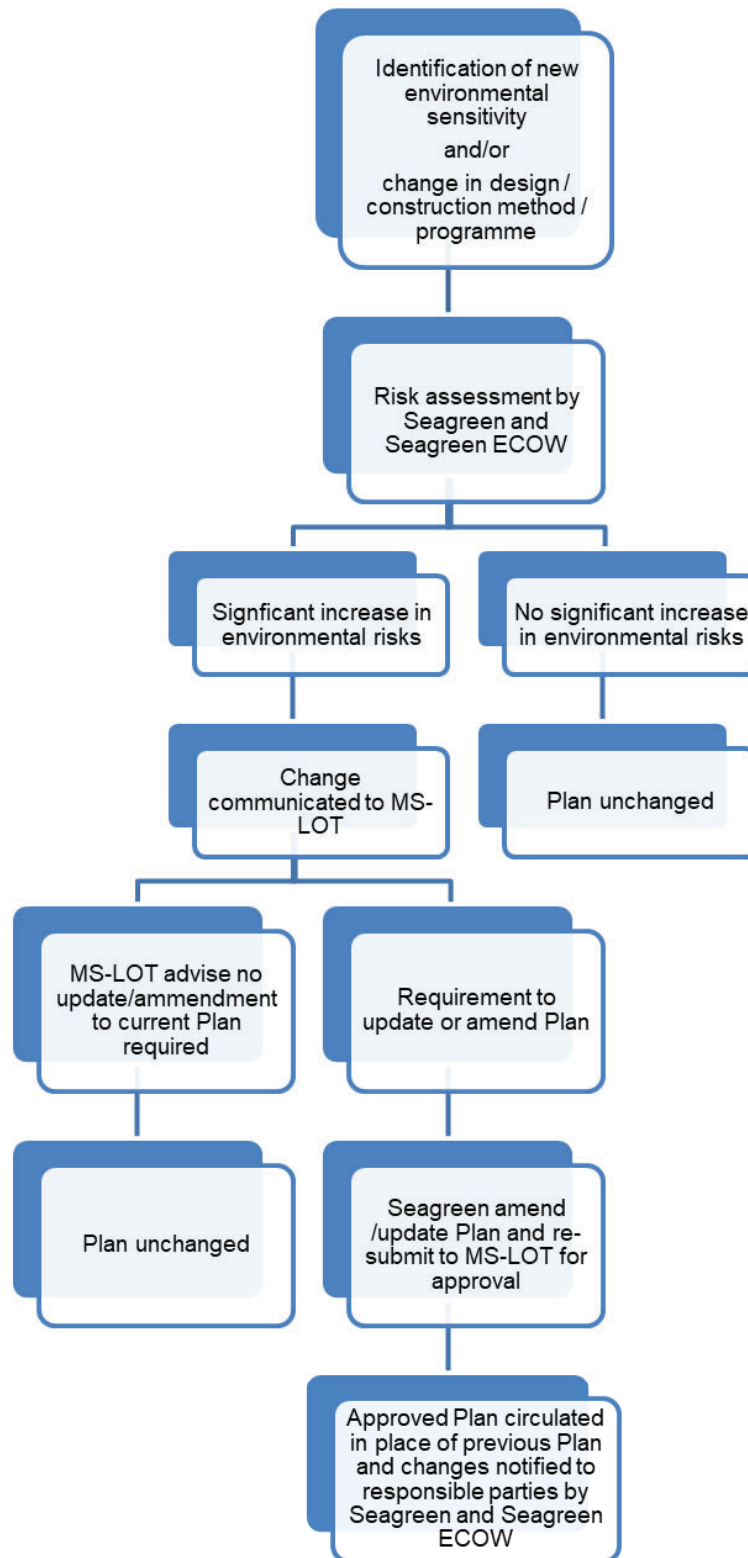 Identification of new
environmental
sensitivity
and/or
change in design /
construction method /
programme
Risk assessment by
Seagreen and
Seagreen ECOW
Signficant increase in
environmental risks
No significant increase
in environmental risks
Change
communicated to MS-
LOT
Plan unchanged
MS-LOT advise no
update/ammendment
to current Plan
required
Requirement to
update or amend Plan
Plan unchanged
Seagreen amend
/update Plan and re-
submit to MS-LOT for
approval
Approved Plan circulated
in place of previous Plan
and changes notified to
responsible parties by
Seagreen and Seagreen
ECOW